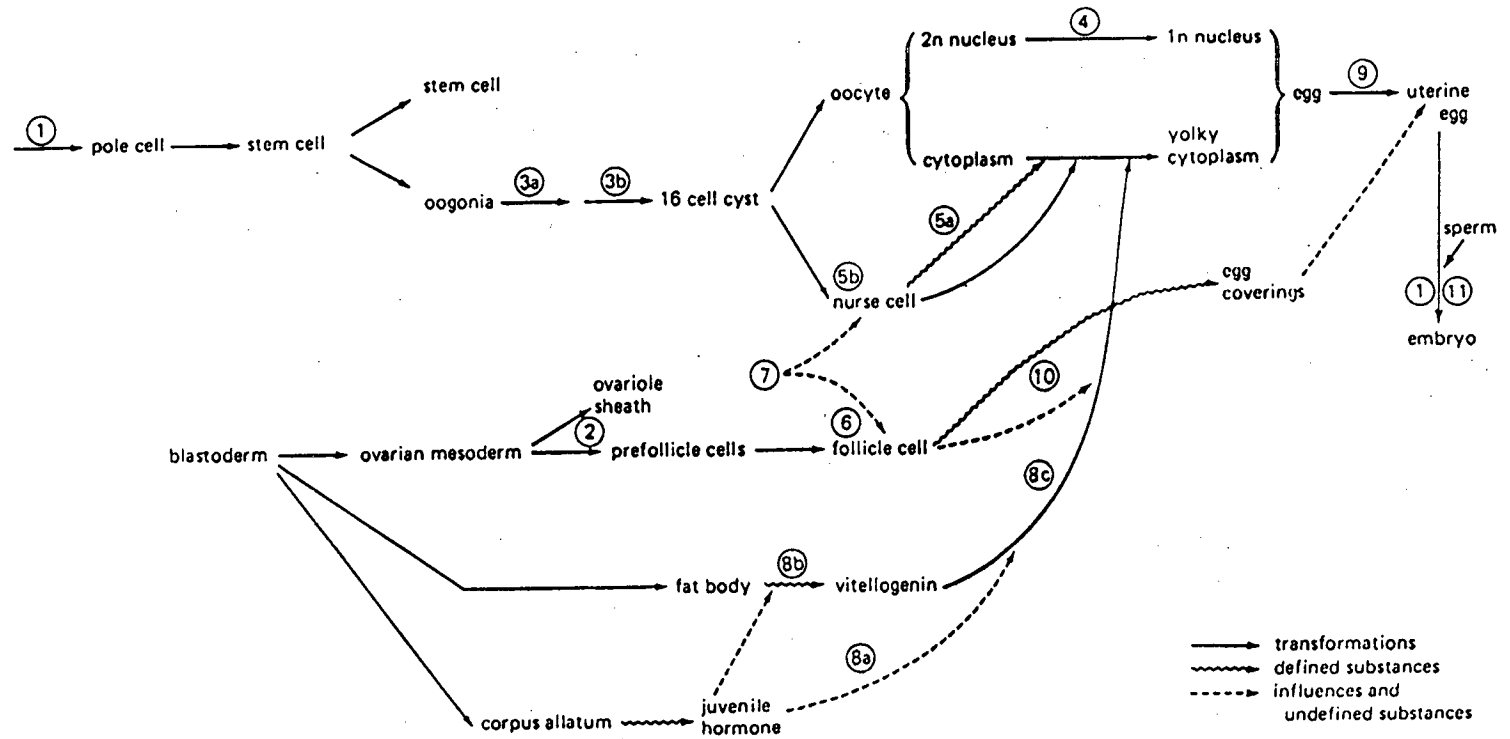 4
2n nucleus
1n nucleus
9
stem cell
oocyte
egg
uterine
egg
1
pole cell
stem cell
yolky
cytoplasm
cytoplasm
3a
3b
oogonia
16 cell cyst
5a
sperm
5b
nurse cell
egg
coverings
1
11
embryo
7
10
ovariole
sheath
2
6
blastoderm
ovarian mesoderm
prefollicle cells
follicle cell
8c
8b
fat body
vitellogenin
8a
transformations
defined substances
influences and
undefined substances
corpus allatum
juvenile
hormone